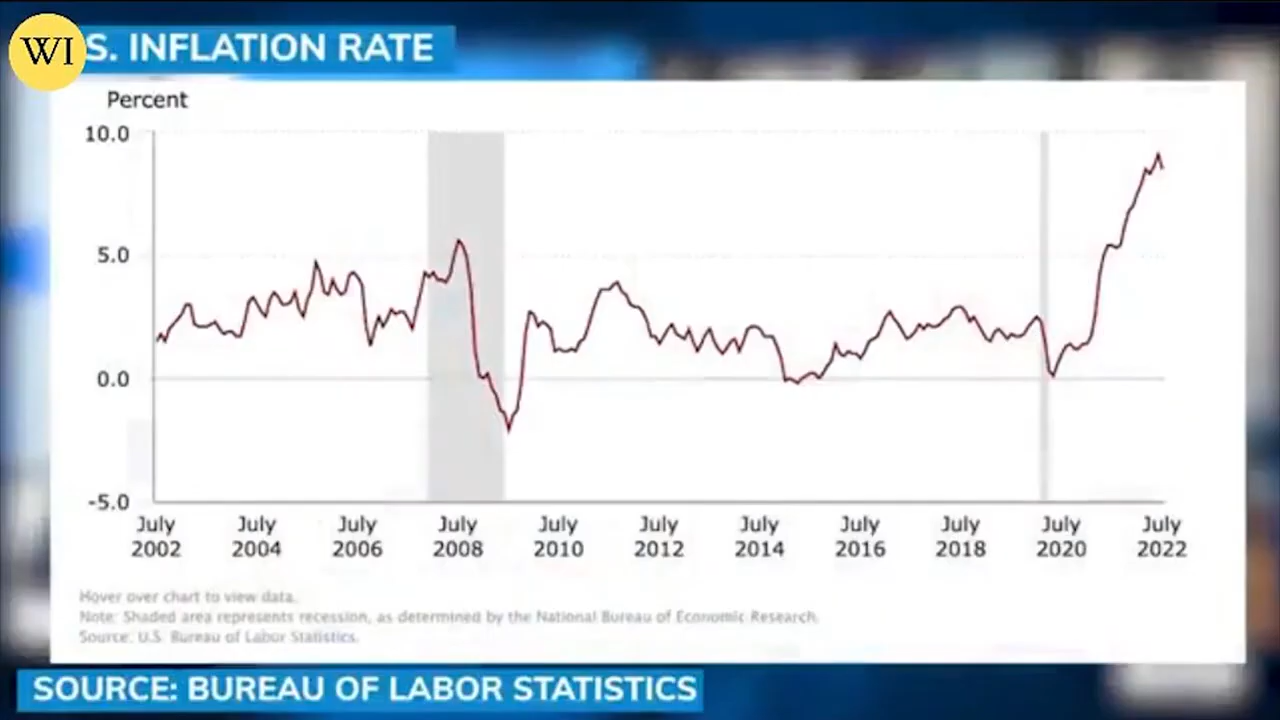 WI
S. INFLATION RATE
Percent
10.0
5.0
0.0
-5.0
July July July July July July July July July July July
2002 2004 2006 2008 2010 2012 2014 2016 2018 2020 2022
Hover over chart to view data.
Note: Shaded area represents recession, as determined by the National Bureau of Economic Research.
Source: U.S. Bureau of Labor Statistics.
SOURCE: BUREAU OF LABOR STATISTICS